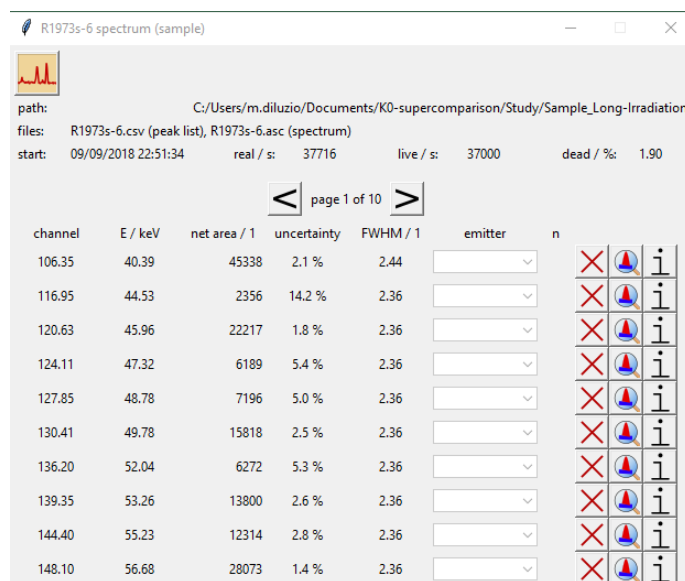 R1973s-6 spectrum (sample)
path: C:/Users/m.diluzio/Documents/K0-supercomparison/Study/Sample_Long-Irradiation
files: R1973s-6.csv (peak list), R1973s-6.asc (spectrum)
start: 09/09/2018 22:51:34 real / s: 37716 live / s: 37000 dead / %: 1.90
< page 1 of 10 >
channel E / keV net area / 1 uncertainty FWHM / 1 emitter n
106.35 40.39 45338 2.1 % 2.44 i
116.95 44.53 2356 14.2 % 2.36 i
120.63 45.96 22217 1.8 % 2.36 i
124.11 47.32 6189 5.4 % 2.36 i
127.85 48.78 7196 5.0 % 2.36 i
130.41 49.78 15818 2.5 % 2.36 i
136.20 52.04 6272 5.3 % 2.36 i
139.35 53.26 13800 2.6 % 2.36 i
144.40 55.23 12314 2.8 % 2.36 i
148.10 56.68 28073 1.4 % 2.36 i